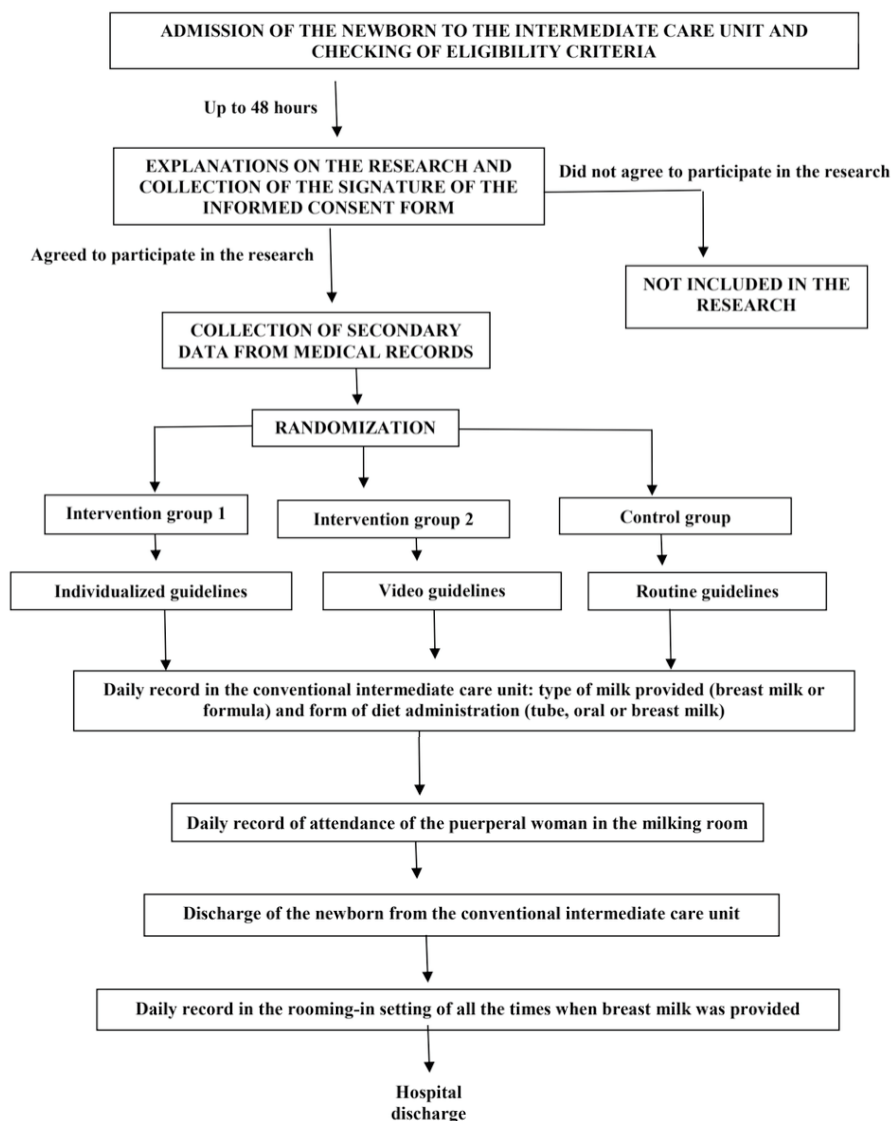 ADMISSION OF THE NEWBORN TO THE INTERMEDIATE CARE UNIT AND
CHECKING OF ELIGIBILITY CRITERIA
Up to 48 hours
EXPLANATIONS ON THE RESEARCH AND
COLLECTION OF THE SIGNATURE OF THE
INFORMED CONSENT FORM
Did not agree to participate in the research
Agreed to participate in the research
NOT INCLUDED IN THE
RESEARCH
COLLECTION OF SECONDARY
DATA FROM MEDICAL RECORDS
RANDOMIZATION
Intervention group 1
Intervention group 2
Control group
Individualized guidelines
Video guidelines
Routine guidelines
Daily record in the conventional intermediate care unit: type of milk provided (breast milk or
formula) and form of diet administration (tube, oral or breast milk)
Daily record of attendance of the puerperal woman in the milking room
Discharge of the newborn from the conventional intermediate care unit
Daily record in the rooming-in setting of all the times when breast milk was provided
Hospital
discharge